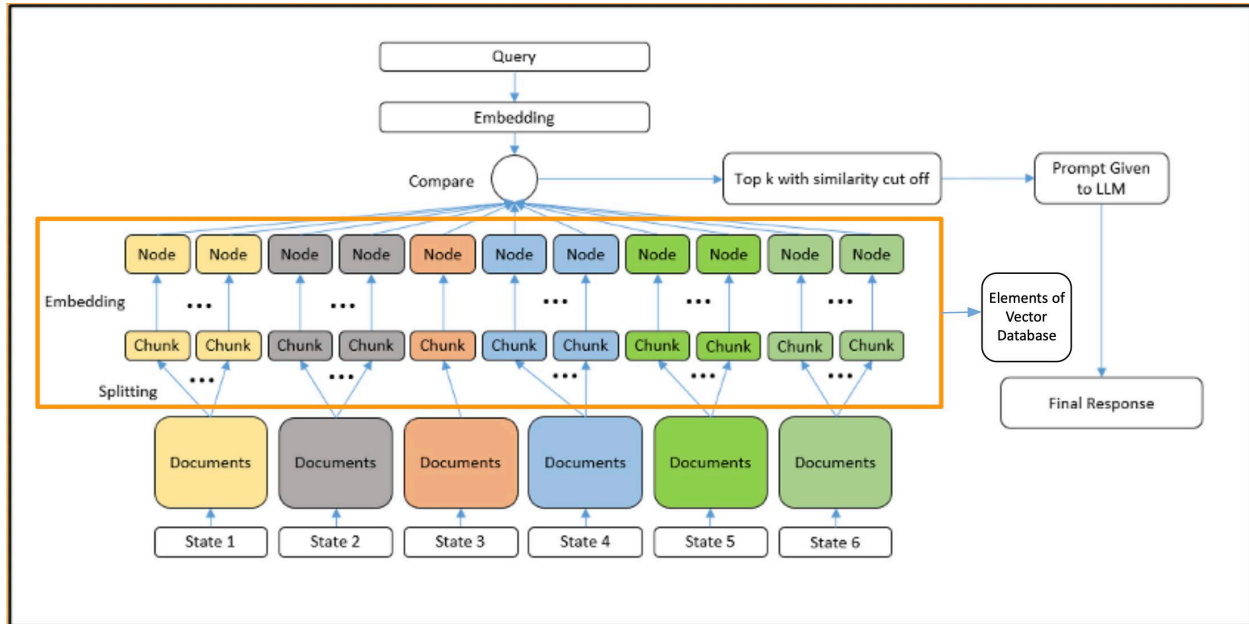 Query
Embedding
Compare
Top k with similarity cut off
Prompt Given
to LLM
Node Node Node Node Node Node Node Node Node Node Node
Embedding
... ... ... ... ...
Elements of
Vector
Database
Chunk Chunk Chunk Chunk Chunk Chunk Chunk Chunk Chunk Chunk Chunk
Splitting
... ... ... ... ...
Final Response
Documents Documents Documents Documents Documents Documents
State 1 State 2 State 3 State 4 State 5 State 6